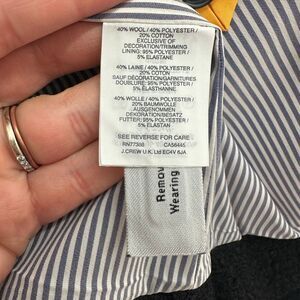 40% WOOL/40% POLYESTER/
20% COTTON
EXCLUSIVE OF
DECORATION/TRIMMING
LINING: 95% POLYESTER/
5% ELASTANE
40% LAINE / 40% POLYESTER/
20% COTON
SAUF DÉCORATION/GARNITURES
DOUBLURE: 95% POLYESTER/
5% ELASTHANNE
40% WOLLE / 40% POLYESTER/
20% BAUMWOLLE
AUSGENOMMEN
DEKORATION/BESATZ
FUTTER: 95% POLYESTER/
5% ELASTAN
SEE REVERSE FOR CARE
RN77388 CA56445
J.CREW U.K. Ltd EC4V 6JA
Remov
Wearing